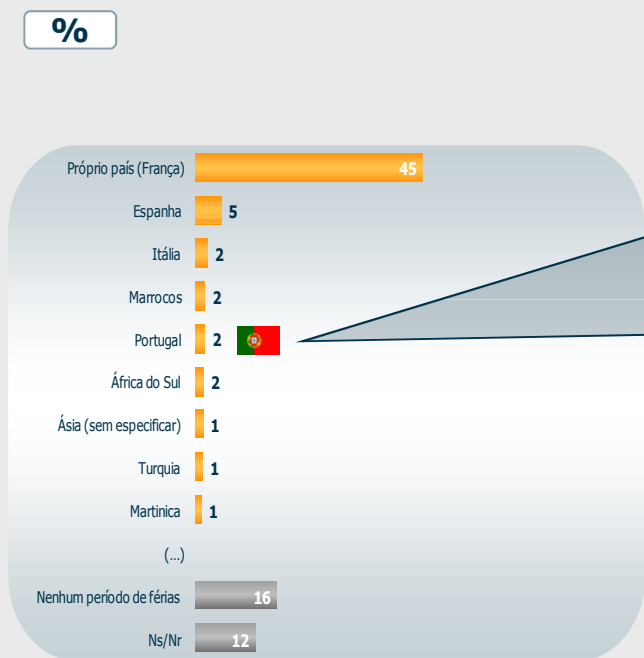 %
Próprio país (França) 45
Espanha 5
Itália 2
Marrocos 2
Portugal 2
África do Sul 2
Ásia (sem especificar) 1
Turquia 1
Martinica 1
(...)
Nenhum período de férias 16
Ns/Nr 12